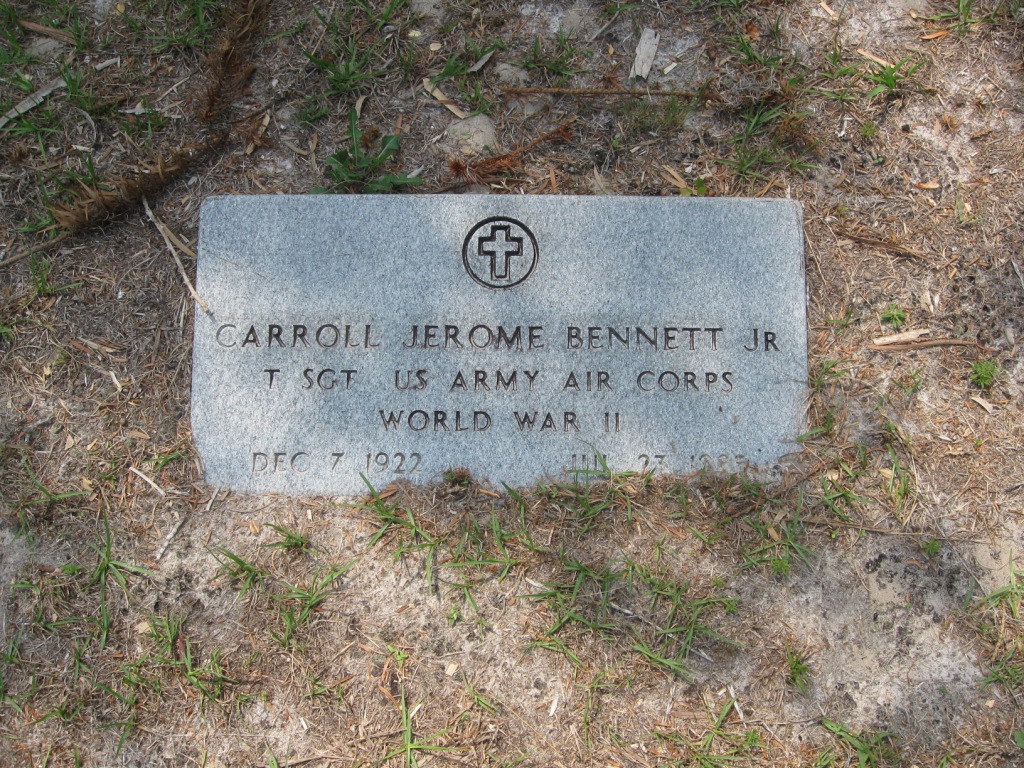 CARROLL JEROME BENNETT JR
T SGT US ARMY AIR CORPS
WORLD WAR II
DEC 7 1922 JUL 23